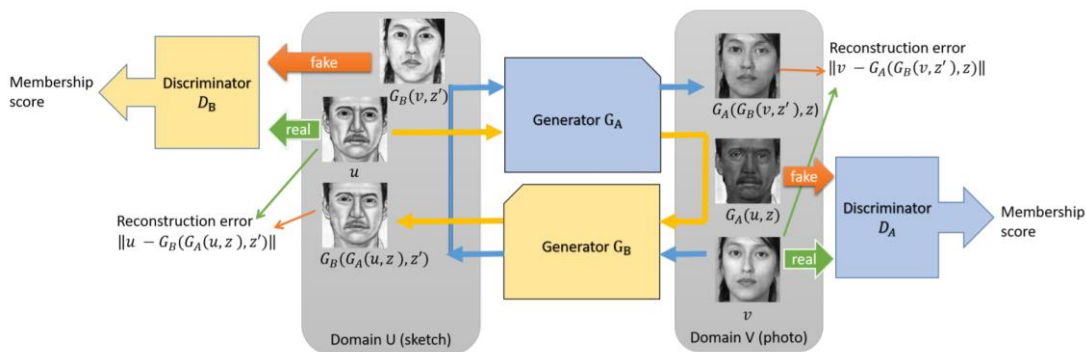 Membership
score
Discriminator
D_B
fake
real
G_B(v, z′)
u
G_B(G_A(u, z), z′)
Reconstruction error
‖u − G_B(G_A(u, z), z′)‖
Domain U (sketch)
Generator G_A
Generator G_B
G_A(G_B(v, z′), z)
G_A(u, z)
v
Domain V (photo)
Reconstruction error
‖v − G_A(G_B(v, z′), z)‖
fake
real
Discriminator
D_A
Membership
score